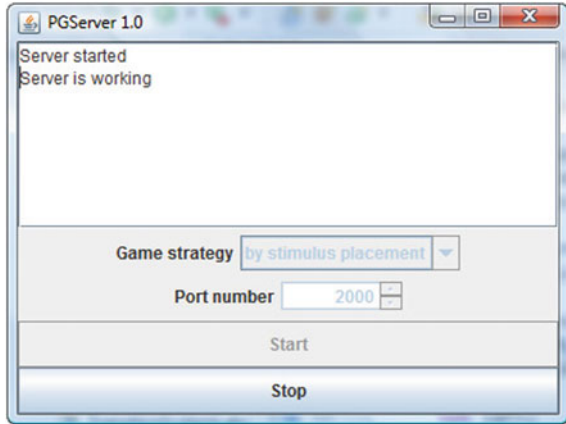 PGServer 1.0
Server started
Server is working
Game strategy by stimulus placement
Port number 2000
Start
Stop